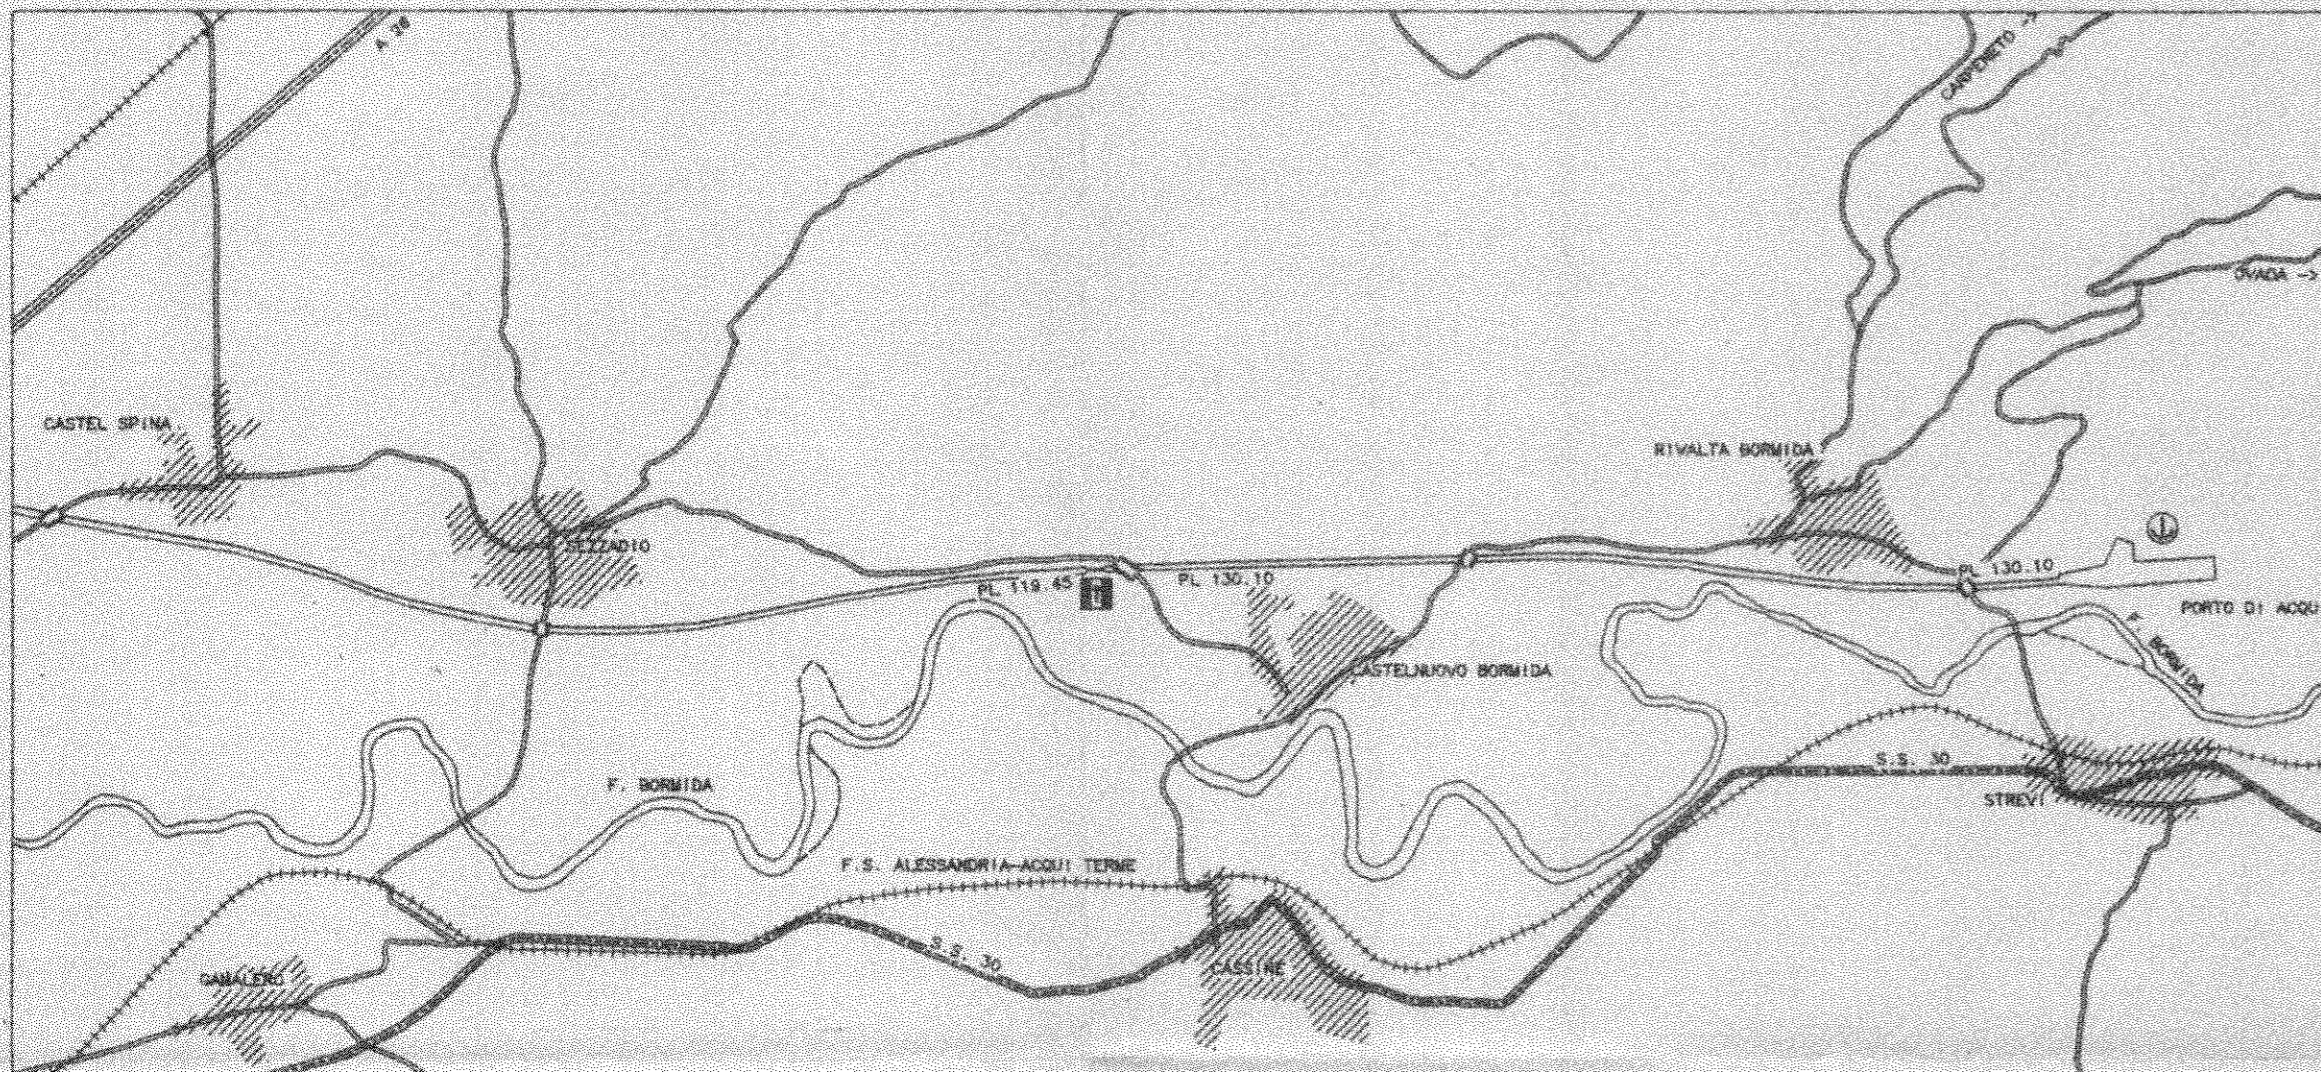 A 26
CARPENETO ->
OVADA ->
CASTEL SPINA
RIVALTA BORMIDA
SEZZADIO
PL 119.45
PL 130.10
PL 130.10
PORTO DI ACQUI
F. BORMIDA
CASTELNUOVO BORMIDA
F. BORMIDA
S.S. 30
STREVI
F.S. ALESSANDRIA-ACQUI TERME
S.S. 30
CASSINE
GAMALERO